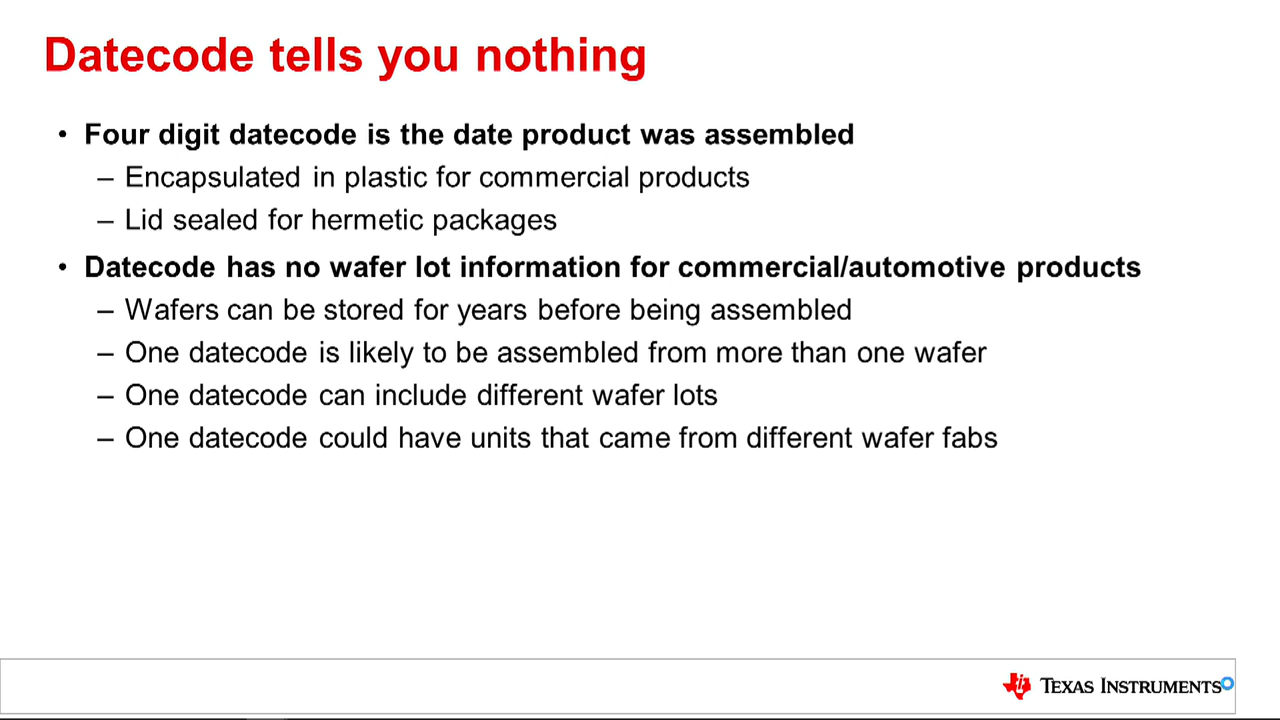 Datecode tells you nothing
• Four digit datecode is the date product was assembled
– Encapsulated in plastic for commercial products
– Lid sealed for hermetic packages
• Datecode has no wafer lot information for commercial/automotive products
– Wafers can be stored for years before being assembled
– One datecode is likely to be assembled from more than one wafer
– One datecode can include different wafer lots
– One datecode could have units that came from different wafer fabs
TEXAS INSTRUMENTS